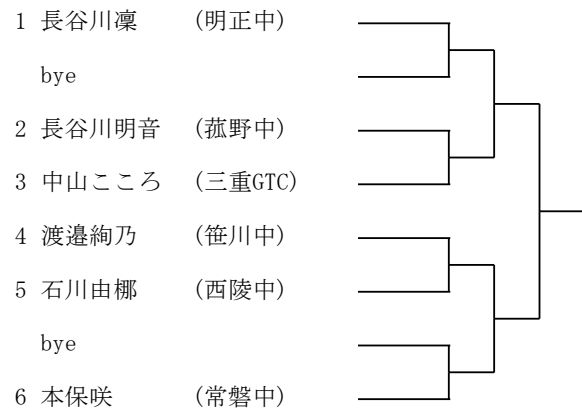 1 長谷川凜 (明正中)
bye
2 長谷川明音 (菰野中)
3 中山こころ (三重GTC)
4 渡邉絢乃 (笹川中)
5 石川由梛 (西陵中)
bye
6 本保咲 (常磐中)